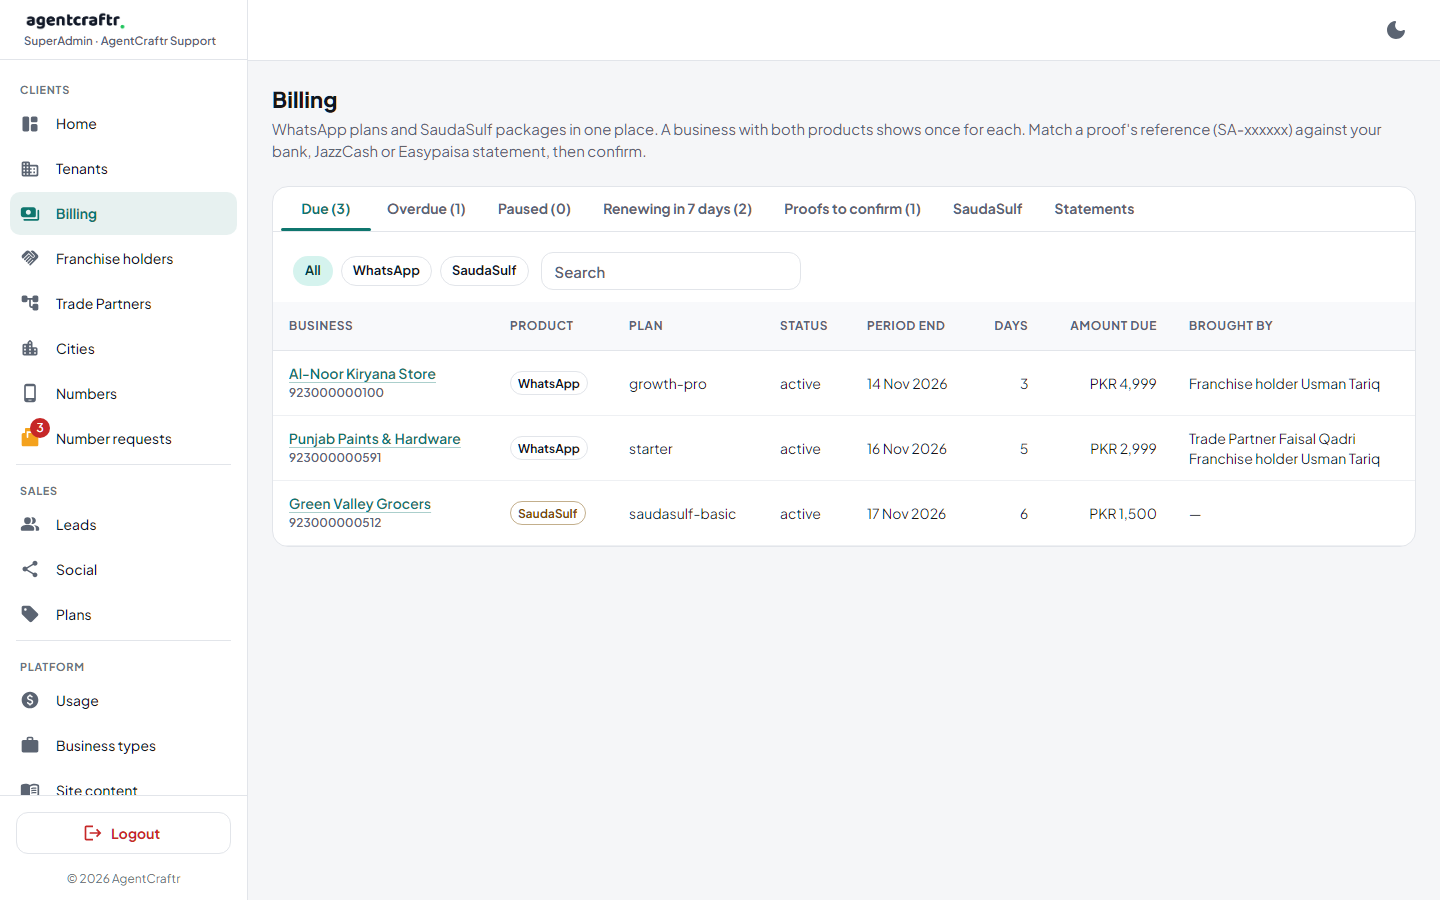 agentcraftr.
SuperAdmin · AgentCraftr Support
CLIENTS
Home
Tenants
Billing
Franchise holders
Trade Partners
Cities
Numbers
3
Number requests
SALES
Leads
Social
Plans
PLATFORM
Usage
Business types
Site content
Logout
© 2026 AgentCraftr
Billing
WhatsApp plans and SaudaSulf packages in one place. A business with both products shows once for each. Match a proof's reference (SA-xxxxxx) against your
bank, JazzCash or Easypaisa statement, then confirm.
Due (3) Overdue (1) Paused (0) Renewing in 7 days (2) Proofs to confirm (1) SaudaSulf Statements
All WhatsApp SaudaSulf Search
BUSINESS PRODUCT PLAN STATUS PERIOD END DAYS AMOUNT DUE BROUGHT BY
Al-Noor Kiryana Store
923000000100
WhatsApp growth-pro active 14 Nov 2026 3 PKR 4,999 Franchise holder Usman Tariq
Punjab Paints & Hardware
923000000591
WhatsApp starter active 16 Nov 2026 5 PKR 2,999
Trade Partner Faisal Qadri
Franchise holder Usman Tariq
Green Valley Grocers
923000000512
SaudaSulf saudasulf-basic active 17 Nov 2026 6 PKR 1,500 —